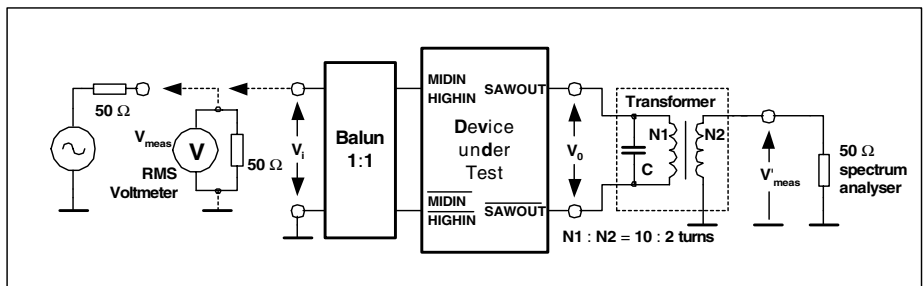 50 Ω
V meas
RMS
Voltmeter
V
50 Ω
Vi
Balun
1:1
MIDIN
HIGHIN
SAWOUT
Device
under
Test
MIDIN
HIGHIN
SAWOUT
V0
Transformer
N1
N2
C
N1 : N2 = 10 : 2 turns
V'meas
50 Ω
spectrum
analyser